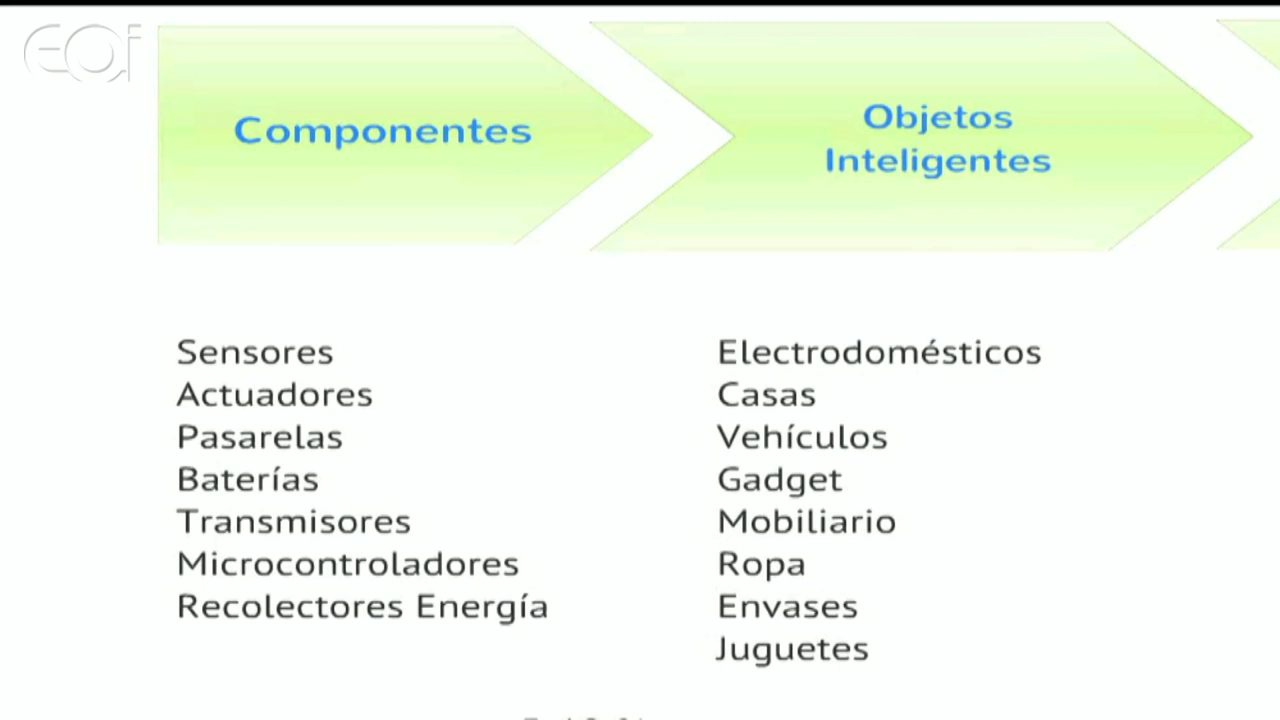 eoi
Componentes
Objetos
Inteligentes
Sensores
Actuadores
Pasarelas
Baterías
Transmisores
Microcontroladores
Recolectores Energía
Electrodomésticos
Casas
Vehículos
Gadget
Mobiliario
Ropa
Envases
Juguetes